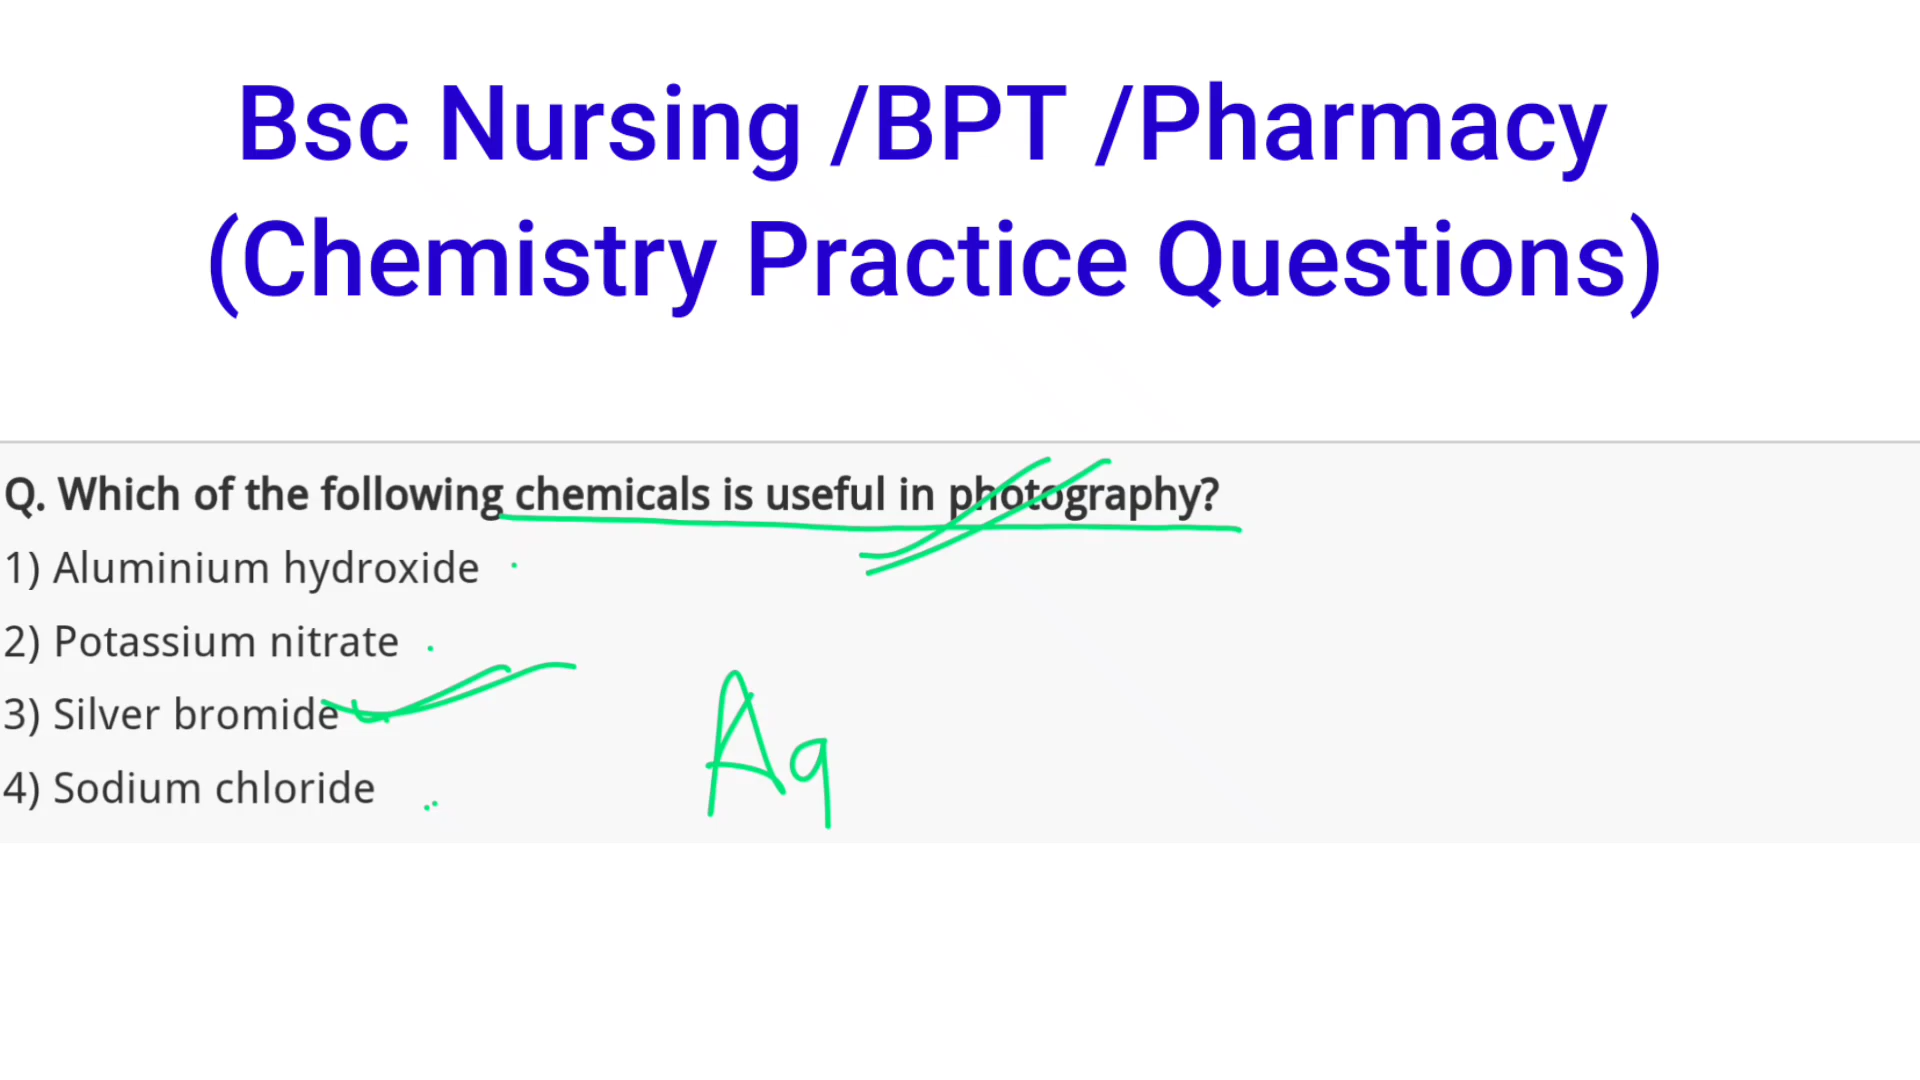 Bsc Nursing /BPT /Pharmacy
(Chemistry Practice Questions)
Q. Which of the following chemicals is useful in photography?
1) Aluminium hydroxide
2) Potassium nitrate
3) Silver bromide
4) Sodium chloride
Ag